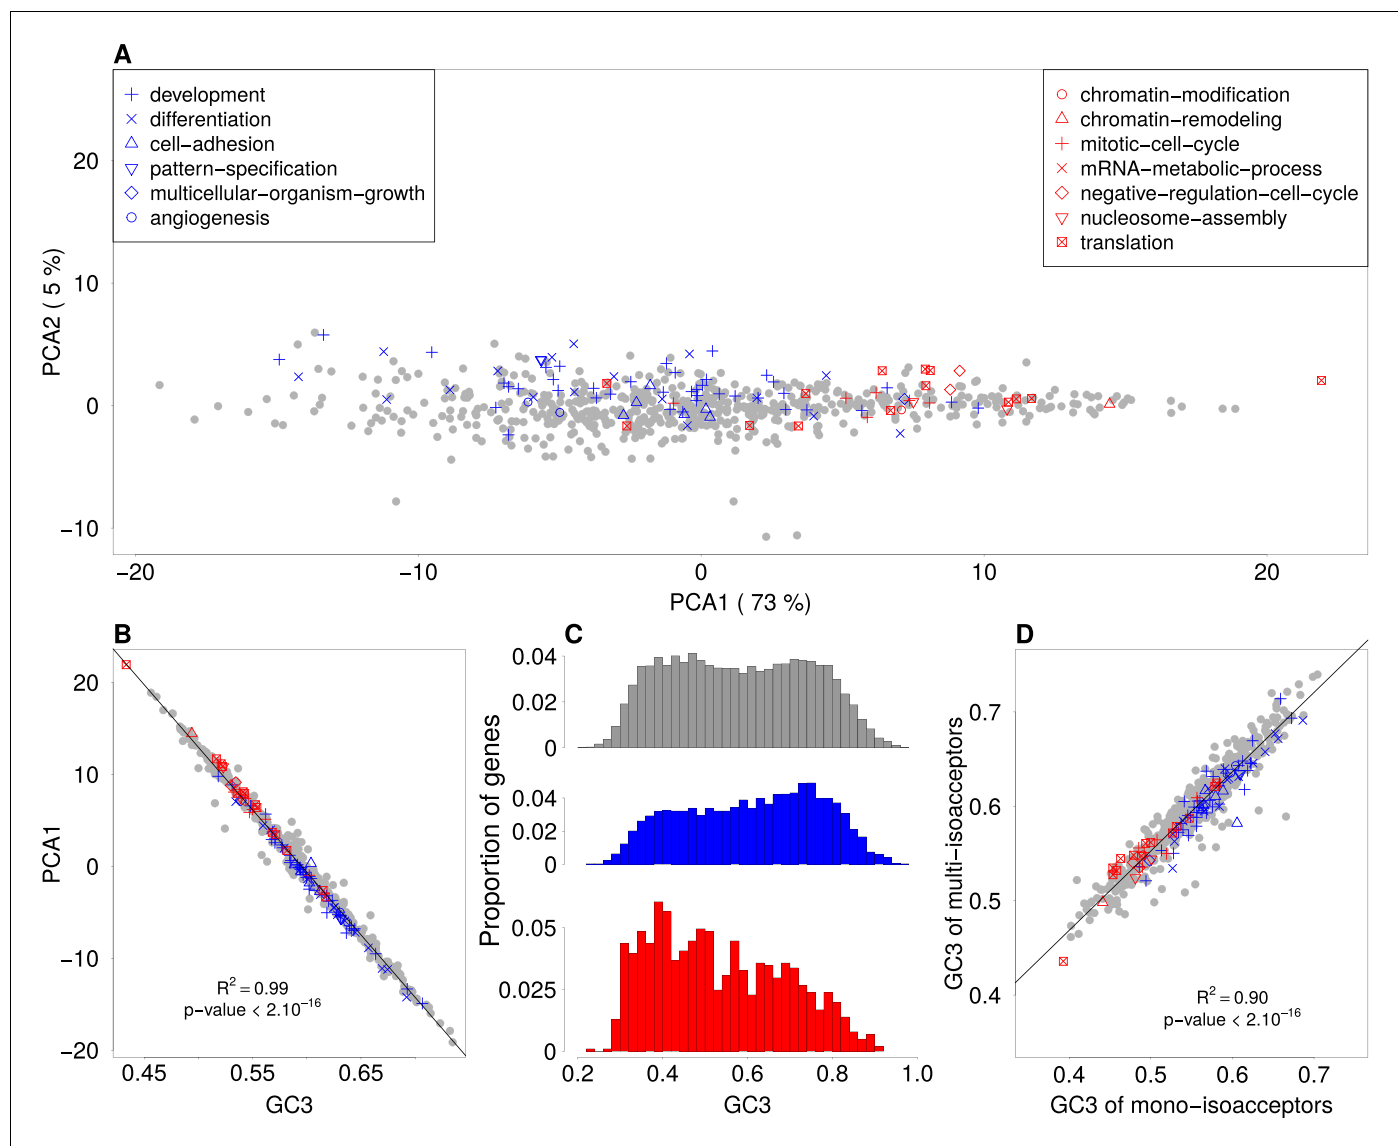 A
development
differentiation
cell−adhesion
pattern−specification
multicellular−organism−growth
angiogenesis
chromatin−modification
chromatin−remodeling
mitotic−cell−cycle
mRNA−metabolic−process
negative−regulation−cell−cycle
nucleosome−assembly
translation
PCA2 ( 5 %)
20
10
0
−10
−20
−10
0
10
20
PCA1 ( 73 %)
B
PCA1
20
10
0
−10
−20
R² = 0.99
p−value < 2.10⁻¹⁶
0.45
0.55
0.65
GC3
C
Proportion of genes
0.04
0.02
0
0.04
0.02
0
0.05
0.025
0
0.2
0.4
0.6
0.8
1.0
GC3
D
GC3 of multi−isoacceptors
0.7
0.6
0.5
0.4
R² = 0.90
p−value < 2.10⁻¹⁶
0.4
0.5
0.6
0.7
GC3 of mono−isoacceptors